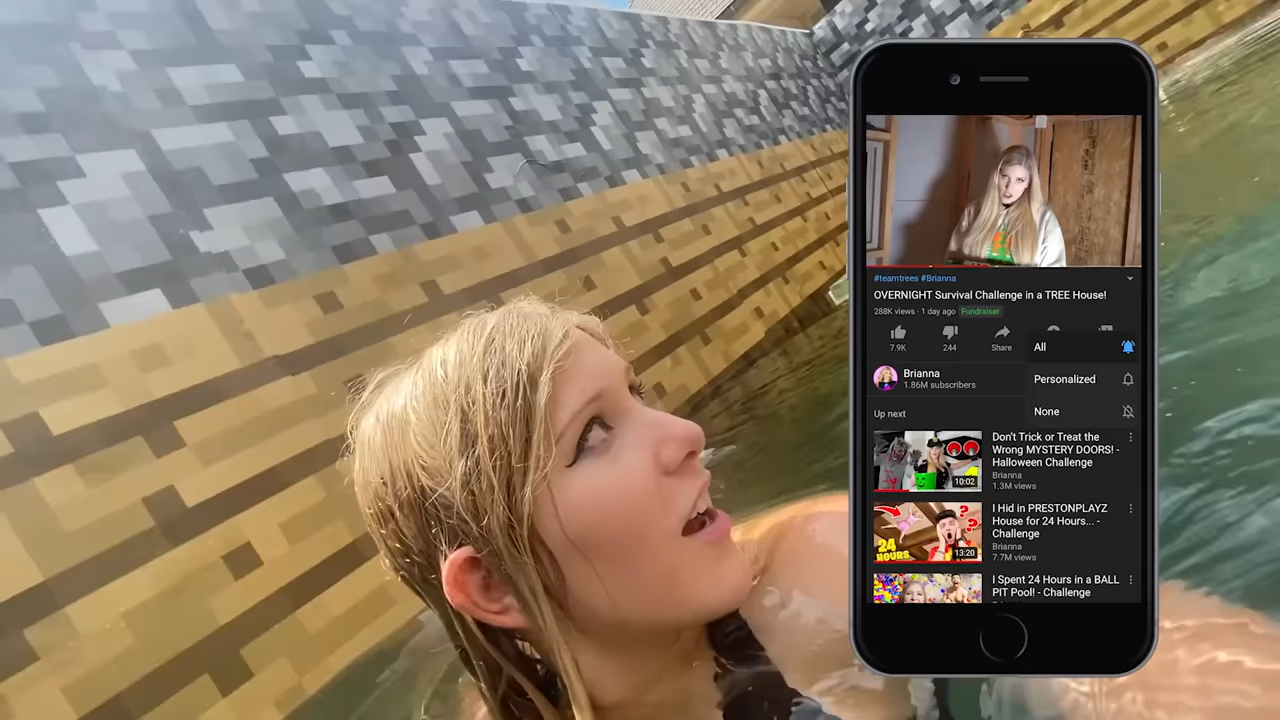 #teamtrees #Brianna
OVERNIGHT Survival Challenge in a TREE House!
288K views · 1 day ago Fundraiser
7.9K
244
Share
All
Personalized
None
Brianna
1.86M subscribers
Up next
Don't Trick or Treat the
Wrong MYSTERY DOORS! -
Halloween Challenge
Brianna
1.3M views
10:02
I Hid in PRESTONPLAYZ
House for 24 Hours... -
Challenge
Brianna
7.7M views
? ?
24
HOURS
13:20
I Spent 24 Hours in a BALL
PIT Pool! - Challenge